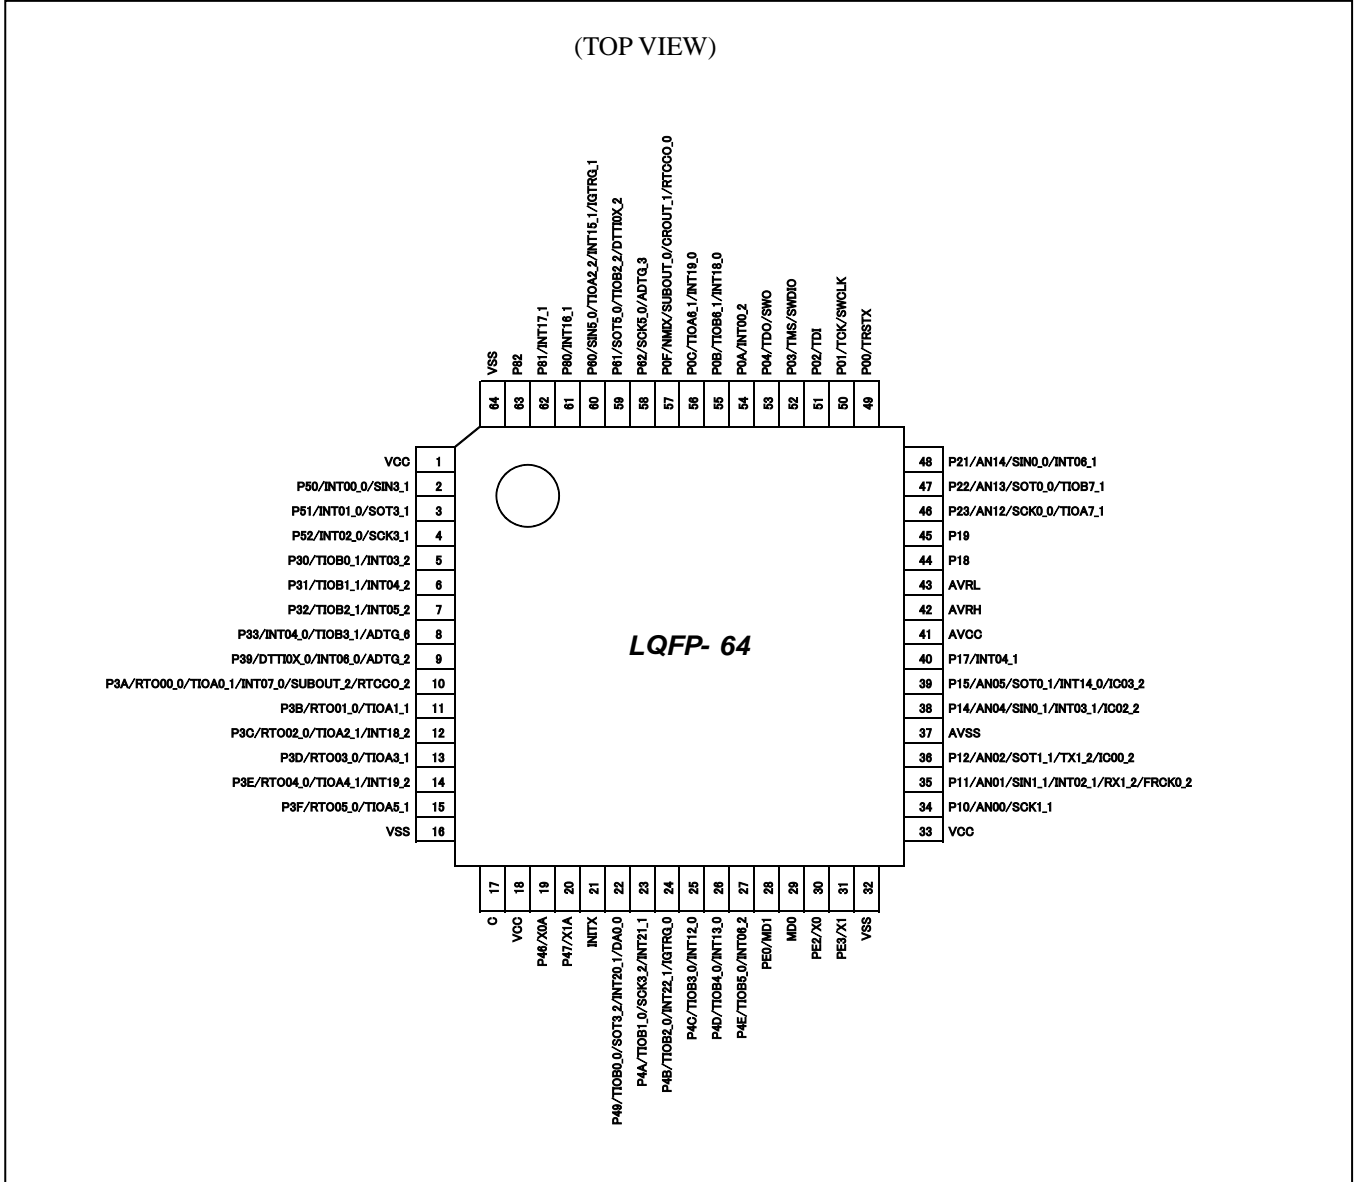 (TOP VIEW)
VSS
P82
P81/INT17_1
P80/INT16_1
P60/SIN5_0/TIOA2_2/INT15_1/IGTRG_1
P61/SOT5_0/TIOB2_2/DTTI0X_2
P62/SCK5_0/ADTG_3
P0F/NMIX/SUBOUT_0/CROUT_1/RTCCO_0
P0C/TIOA6_1/INT19_0
P0B/TIOB6_1/INT18_0
P0A/INT00_2
P04/TDO/SWO
P03/TMS/SWDIO
P02/TDI
P01/TCK/SWCLK
P00/TRSTX
64
63
62
61
60
59
58
57
56
55
54
53
52
51
50
49
VCC 1
P50/INT00_0/SIN3_1 2
P51/INT01_0/SOT3_1 3
P52/INT02_0/SCK3_1 4
P30/TIOB0_1/INT03_2 5
P31/TIOB1_1/INT04_2 6
P32/TIOB2_1/INT05_2 7
P33/INT04_0/TIOB3_1/ADTG_6 8
P39/DTTI0X_0/INT06_0/ADTG_2 9
P3A/RTO00_0/TIOA0_1/INT07_0/SUBOUT_2/RTCCO_2 10
P3B/RTO01_0/TIOA1_1 11
P3C/RTO02_0/TIOA2_1/INT18_2 12
P3D/RTO03_0/TIOA3_1 13
P3E/RTO04_0/TIOA4_1/INT19_2 14
P3F/RTO05_0/TIOA5_1 15
VSS 16
LQFP- 64
48 P21/AN14/SIN0_0/INT06_1
47 P22/AN13/SOT0_0/TIOB7_1
46 P23/AN12/SCK0_0/TIOA7_1
45 P19
44 P18
43 AVRL
42 AVRH
41 AVCC
40 P17/INT04_1
39 P15/AN05/SOT0_1/INT14_0/IC03_2
38 P14/AN04/SIN0_1/INT03_1/IC02_2
37 AVSS
36 P12/AN02/SOT1_1/TX1_2/IC00_2
35 P11/AN01/SIN1_1/INT02_1/RX1_2/FRCK0_2
34 P10/AN00/SCK1_1
33 VCC
17
18
19
20
21
22
23
24
25
26
27
28
29
30
31
32
C
VCC
P46/X0A
P47/X1A
INITX
P49/TIOB0_0/SOT3_2/INT20_1/DA0_0
P4A/TIOB1_0/SCK3_2/INT21_1
P4B/TIOB2_0/INT22_1/IGTRG_0
P4C/TIOB3_0/INT12_0
P4D/TIOB4_0/INT13_0
P4E/TIOB5_0/INT06_2
PE0/MD1
MD0
PE2/X0
PE3/X1
VSS